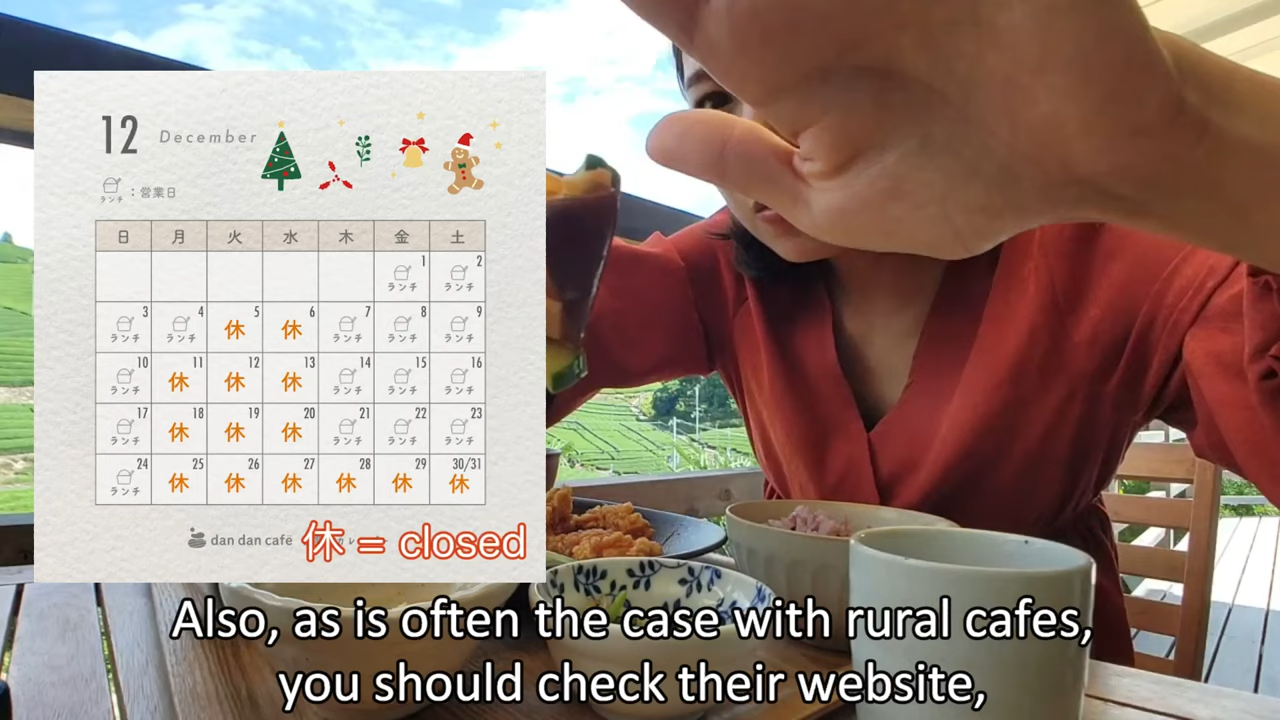 12 December
ランチ : 営業日
日 月 火 水 木 金 土
1 2
ランチ ランチ
3 4 5 6 7 8 9
ランチ ランチ 休 休 ランチ ランチ ランチ
10 11 12 13 14 15 16
ランチ 休 休 休 ランチ ランチ ランチ
17 18 19 20 21 22 23
ランチ 休 休 休 ランチ ランチ ランチ
24 25 26 27 28 29 30/31
ランチ 休 休 休 休 休 休
dan dan café
休 = closed
Also, as is often the case with rural cafes,
you should check their website,